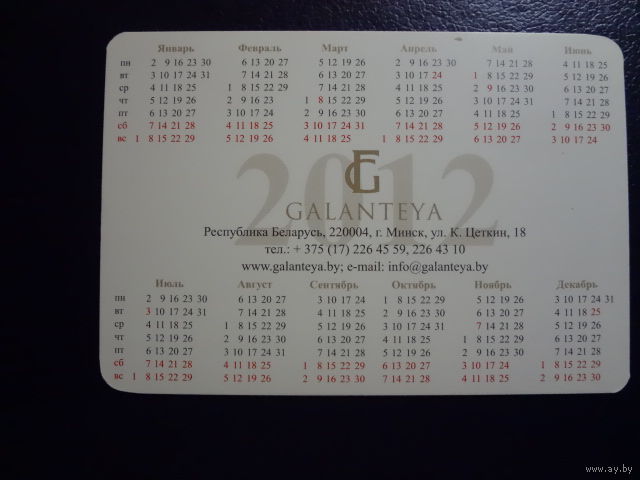 Январь Февраль Март Апрель Май Июнь
пн 2 9 16 23 30 6 13 20 27 5 12 19 26 2 9 16 23 30 7 14 21 28 4 11 18 25
вт 3 10 17 24 31 7 14 21 28 6 13 20 27 3 10 17 24 1 8 15 22 29 5 12 19 26
ср 4 11 18 25 1 8 15 22 29 7 14 21 28 4 11 18 25 2 9 16 23 30 6 13 20 27
чт 5 12 19 26 2 9 16 23 1 8 15 22 29 5 12 19 26 3 10 17 24 31 7 14 21 28
пт 6 13 20 27 3 10 17 24 2 9 16 23 30 6 13 20 27 4 11 18 25 1 8 15 22 29
сб 7 14 21 28 4 11 18 25 3 10 17 24 31 7 14 21 28 5 12 19 26 2 9 16 23 30
вс 1 8 15 22 29 5 12 19 26 4 11 18 25 1 8 15 22 29 6 13 20 27 3 10 17 24
2012
GALANTEYA
Республика Беларусь, 220004, г. Минск, ул. К. Цеткин, 18
тел.: + 375 (17) 226 45 59, 226 43 10
www.galanteya.by; e-mail: info@galanteya.by
Июль Август Сентябрь Октябрь Ноябрь Декабрь
пн 2 9 16 23 30 6 13 20 27 3 10 17 24 1 8 15 22 29 5 12 19 26 3 10 17 24 31
вт 3 10 17 24 31 7 14 21 28 4 11 18 25 2 9 16 23 30 6 13 20 27 4 11 18 25
ср 4 11 18 25 1 8 15 22 29 5 12 19 26 3 10 17 24 31 7 14 21 28 5 12 19 26
чт 5 12 19 26 2 9 16 23 30 6 13 20 27 4 11 18 25 1 8 15 22 29 6 13 20 27
пт 6 13 20 27 3 10 17 24 31 7 14 21 28 5 12 19 26 2 9 16 23 30 7 14 21 28
сб 7 14 21 28 4 11 18 25 1 8 15 22 29 6 13 20 27 3 10 17 24 1 8 15 22 29
вс 1 8 15 22 29 5 12 19 26 2 9 16 23 30 7 14 21 28 4 11 18 25 2 9 16 23 30
www.ay.by